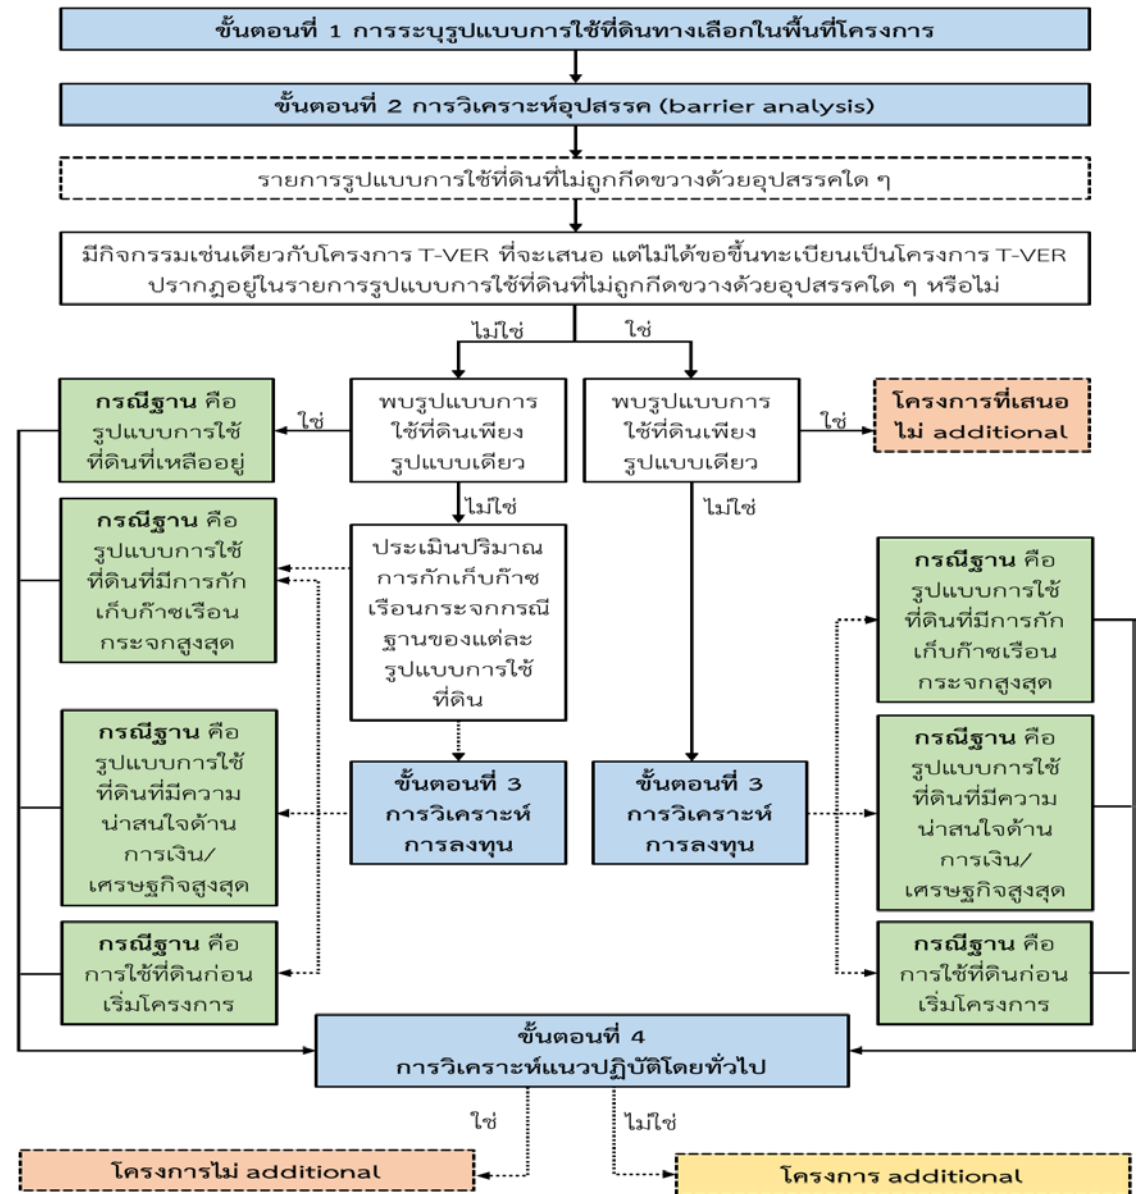 ขั้นตอนที่ 1 การระบุรูปแบบการใช้ที่ดินทางเลือกในพื้นที่โครงการ
ขั้นตอนที่ 2 การวิเคราะห์อุปสรรค (barrier analysis)
รายการรูปแบบการใช้ที่ดินที่ไม่ถูกกีดขวางด้วยอุปสรรคใด ๆ
มีกิจกรรมเช่นเดียวกับโครงการ T-VER ที่จะเสนอ แต่ไม่ได้ขอขึ้นทะเบียนเป็นโครงการ T-VER
ปรากฏอยู่ในรายการรูปแบบการใช้ที่ดินที่ไม่ถูกกีดขวางด้วยอุปสรรคใด ๆ หรือไม่
ไม่ใช่
ใช่
กรณีฐาน คือ
รูปแบบการใช้
ที่ดินที่เหลืออยู่
ใช่
พบรูปแบบการ
ใช้ที่ดินเพียง
รูปแบบเดียว
พบรูปแบบการ
ใช้ที่ดินเพียง
รูปแบบเดียว
ใช่
โครงการที่เสนอ
ไม่ additional
ไม่ใช่
ไม่ใช่
กรณีฐาน คือ
รูปแบบการใช้
ที่ดินที่มีการกัก
เก็บก๊าซเรือน
กระจกสูงสุด
ประเมินปริมาณ
การกักเก็บก๊าซ
เรือนกระจกกรณี
ฐานของแต่ละ
รูปแบบการใช้
ที่ดิน
กรณีฐาน คือ
รูปแบบการใช้
ที่ดินที่มีการกัก
เก็บก๊าซเรือน
กระจกสูงสุด
กรณีฐาน คือ
รูปแบบการใช้
ที่ดินที่มีความ
น่าสนใจด้าน
การเงิน/
เศรษฐกิจสูงสุด
ขั้นตอนที่ 3
การวิเคราะห์
การลงทุน
ขั้นตอนที่ 3
การวิเคราะห์
การลงทุน
กรณีฐาน คือ
รูปแบบการใช้
ที่ดินที่มีความ
น่าสนใจด้าน
การเงิน/
เศรษฐกิจสูงสุด
กรณีฐาน คือ
การใช้ที่ดินก่อน
เริ่มโครงการ
กรณีฐาน คือ
การใช้ที่ดินก่อน
เริ่มโครงการ
ขั้นตอนที่ 4
การวิเคราะห์แนวปฏิบัติโดยทั่วไป
ใช่
ไม่ใช่
โครงการไม่ additional
โครงการ additional